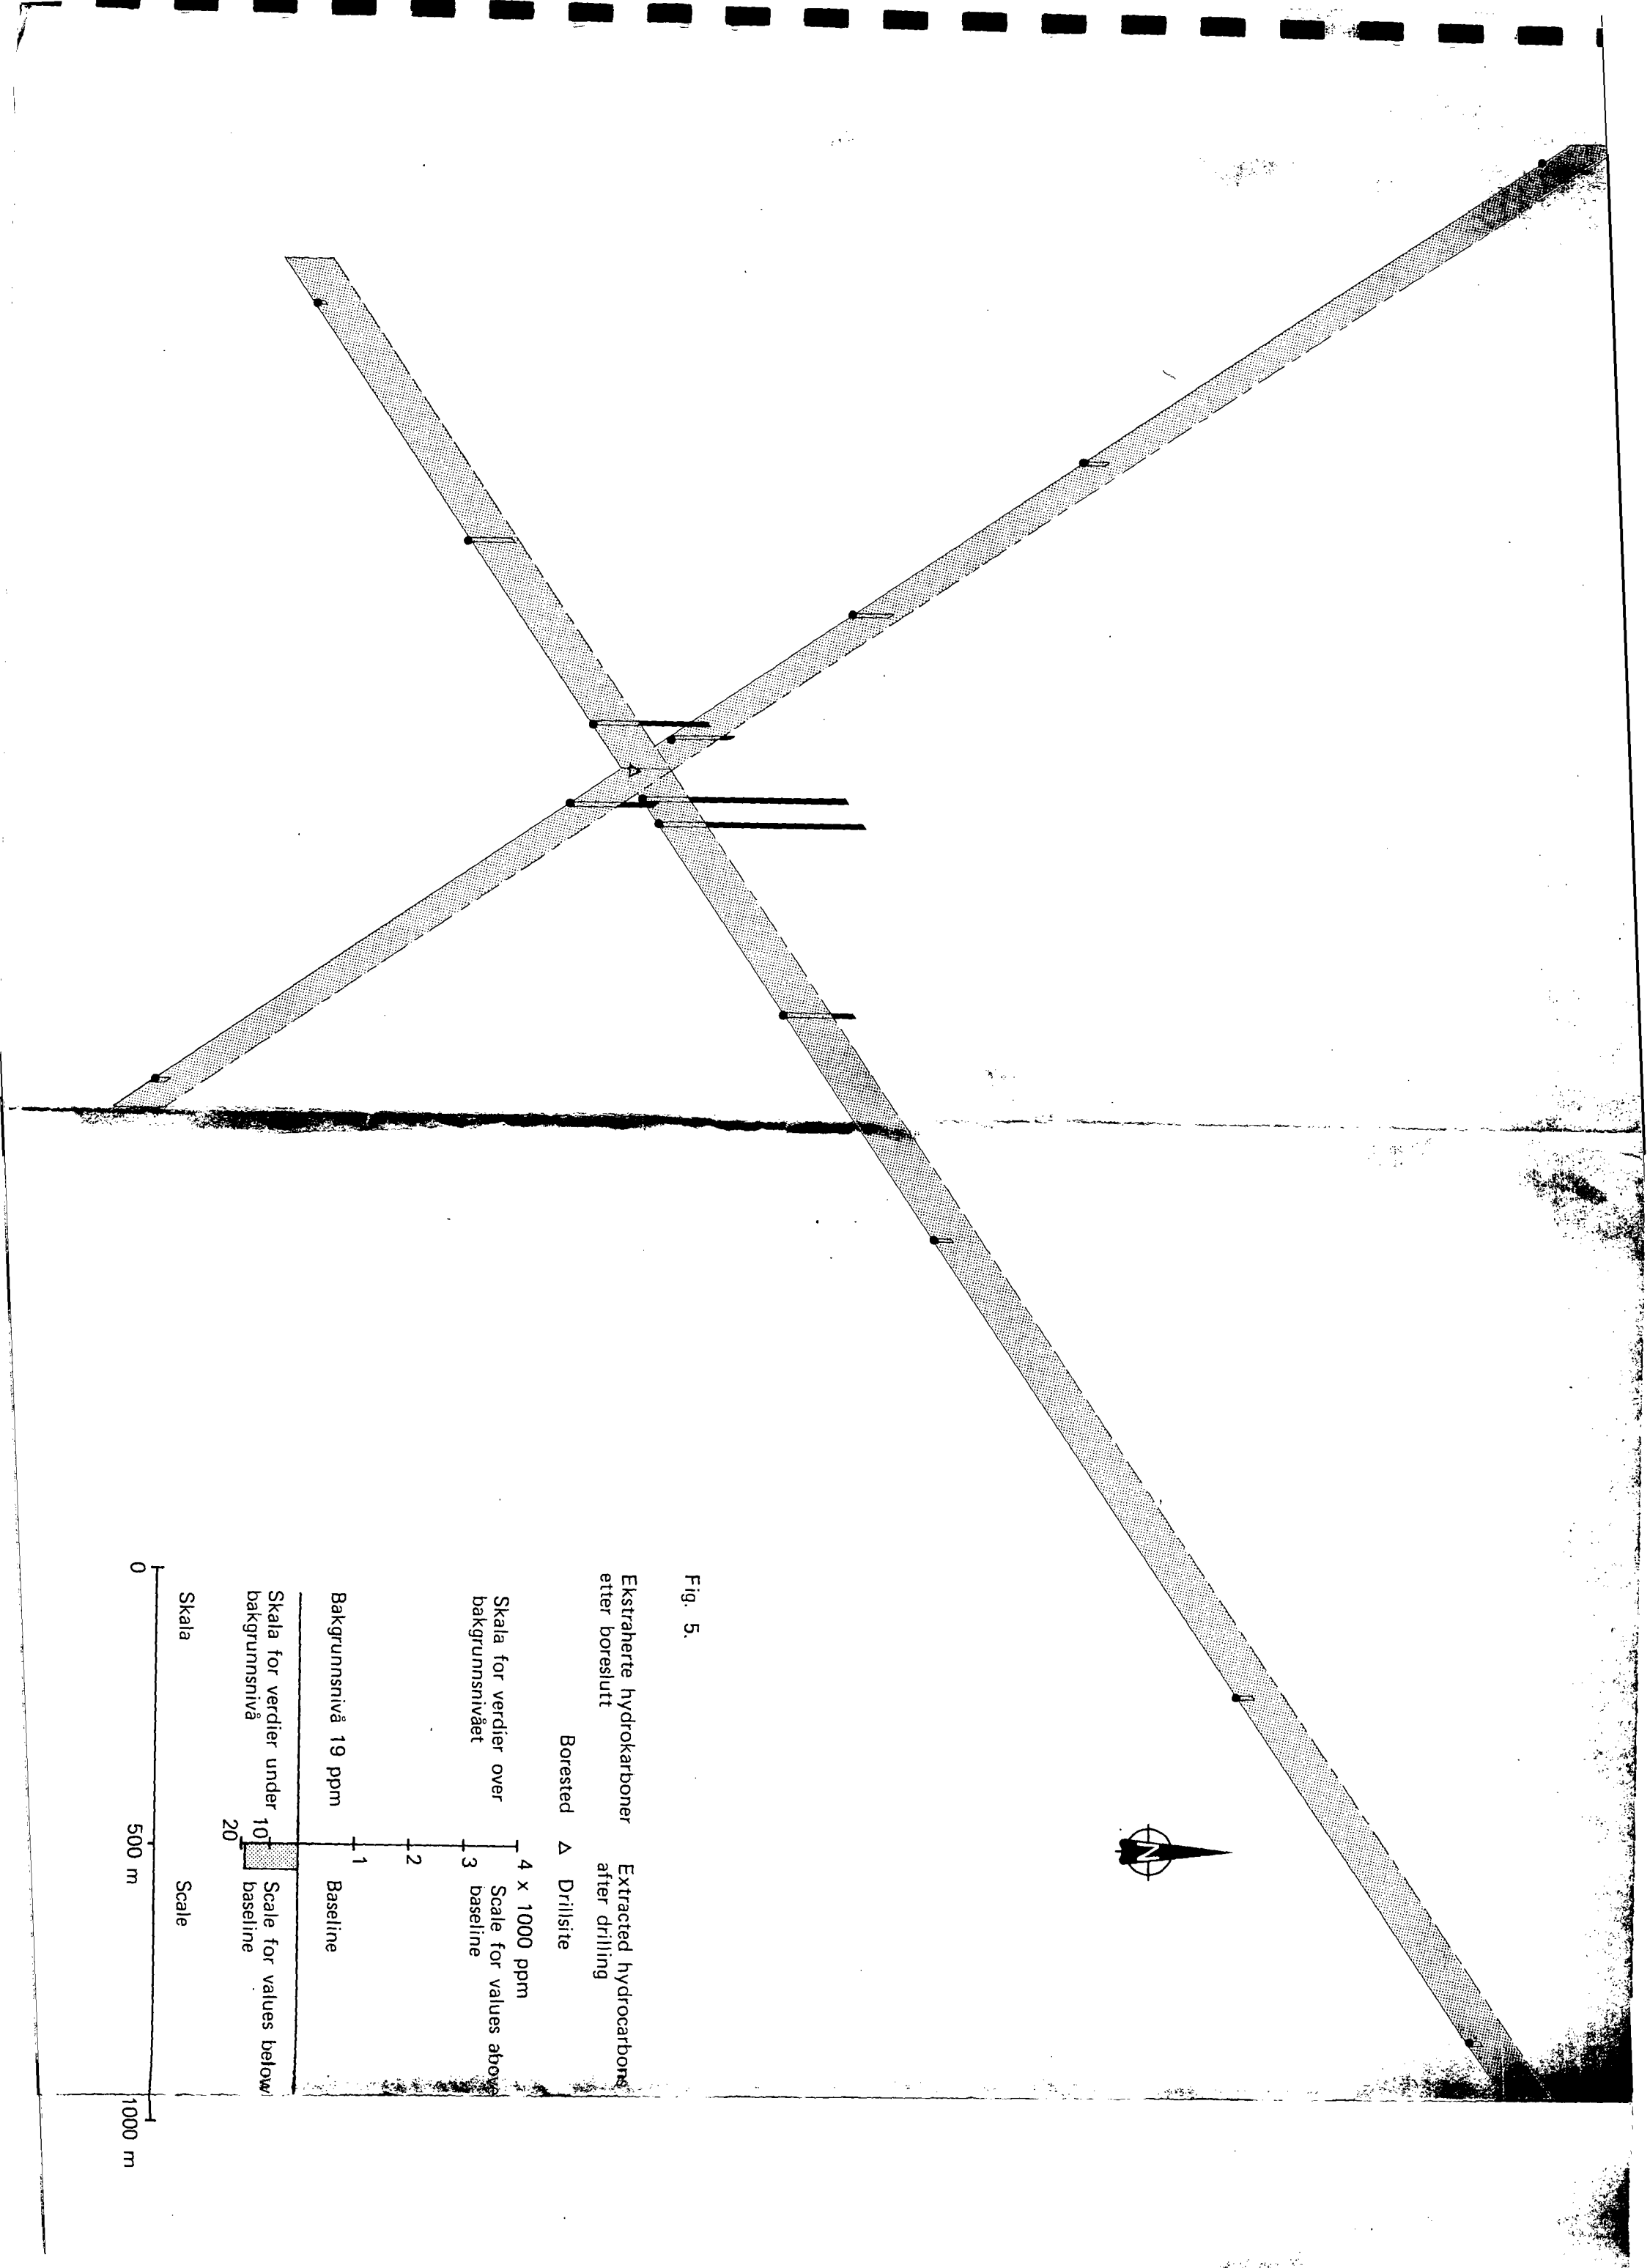 N
Fig. 5.
Ekstraherte hydrokarboner
etter boreslutt
Extracted hydrocarbons
after drilling
Borested △ Drillsite
4 x 1000 ppm
Skala for verdier over
bakgrunnsnivået
Scale for values above
baseline
3
2
1
Bakgrunnsnivå 19 ppm
Baseline
Skala for verdier under
bakgrunnsnivå
10
20
Scale for values below
baseline
Skala
Scale
0
500 m
1000 m